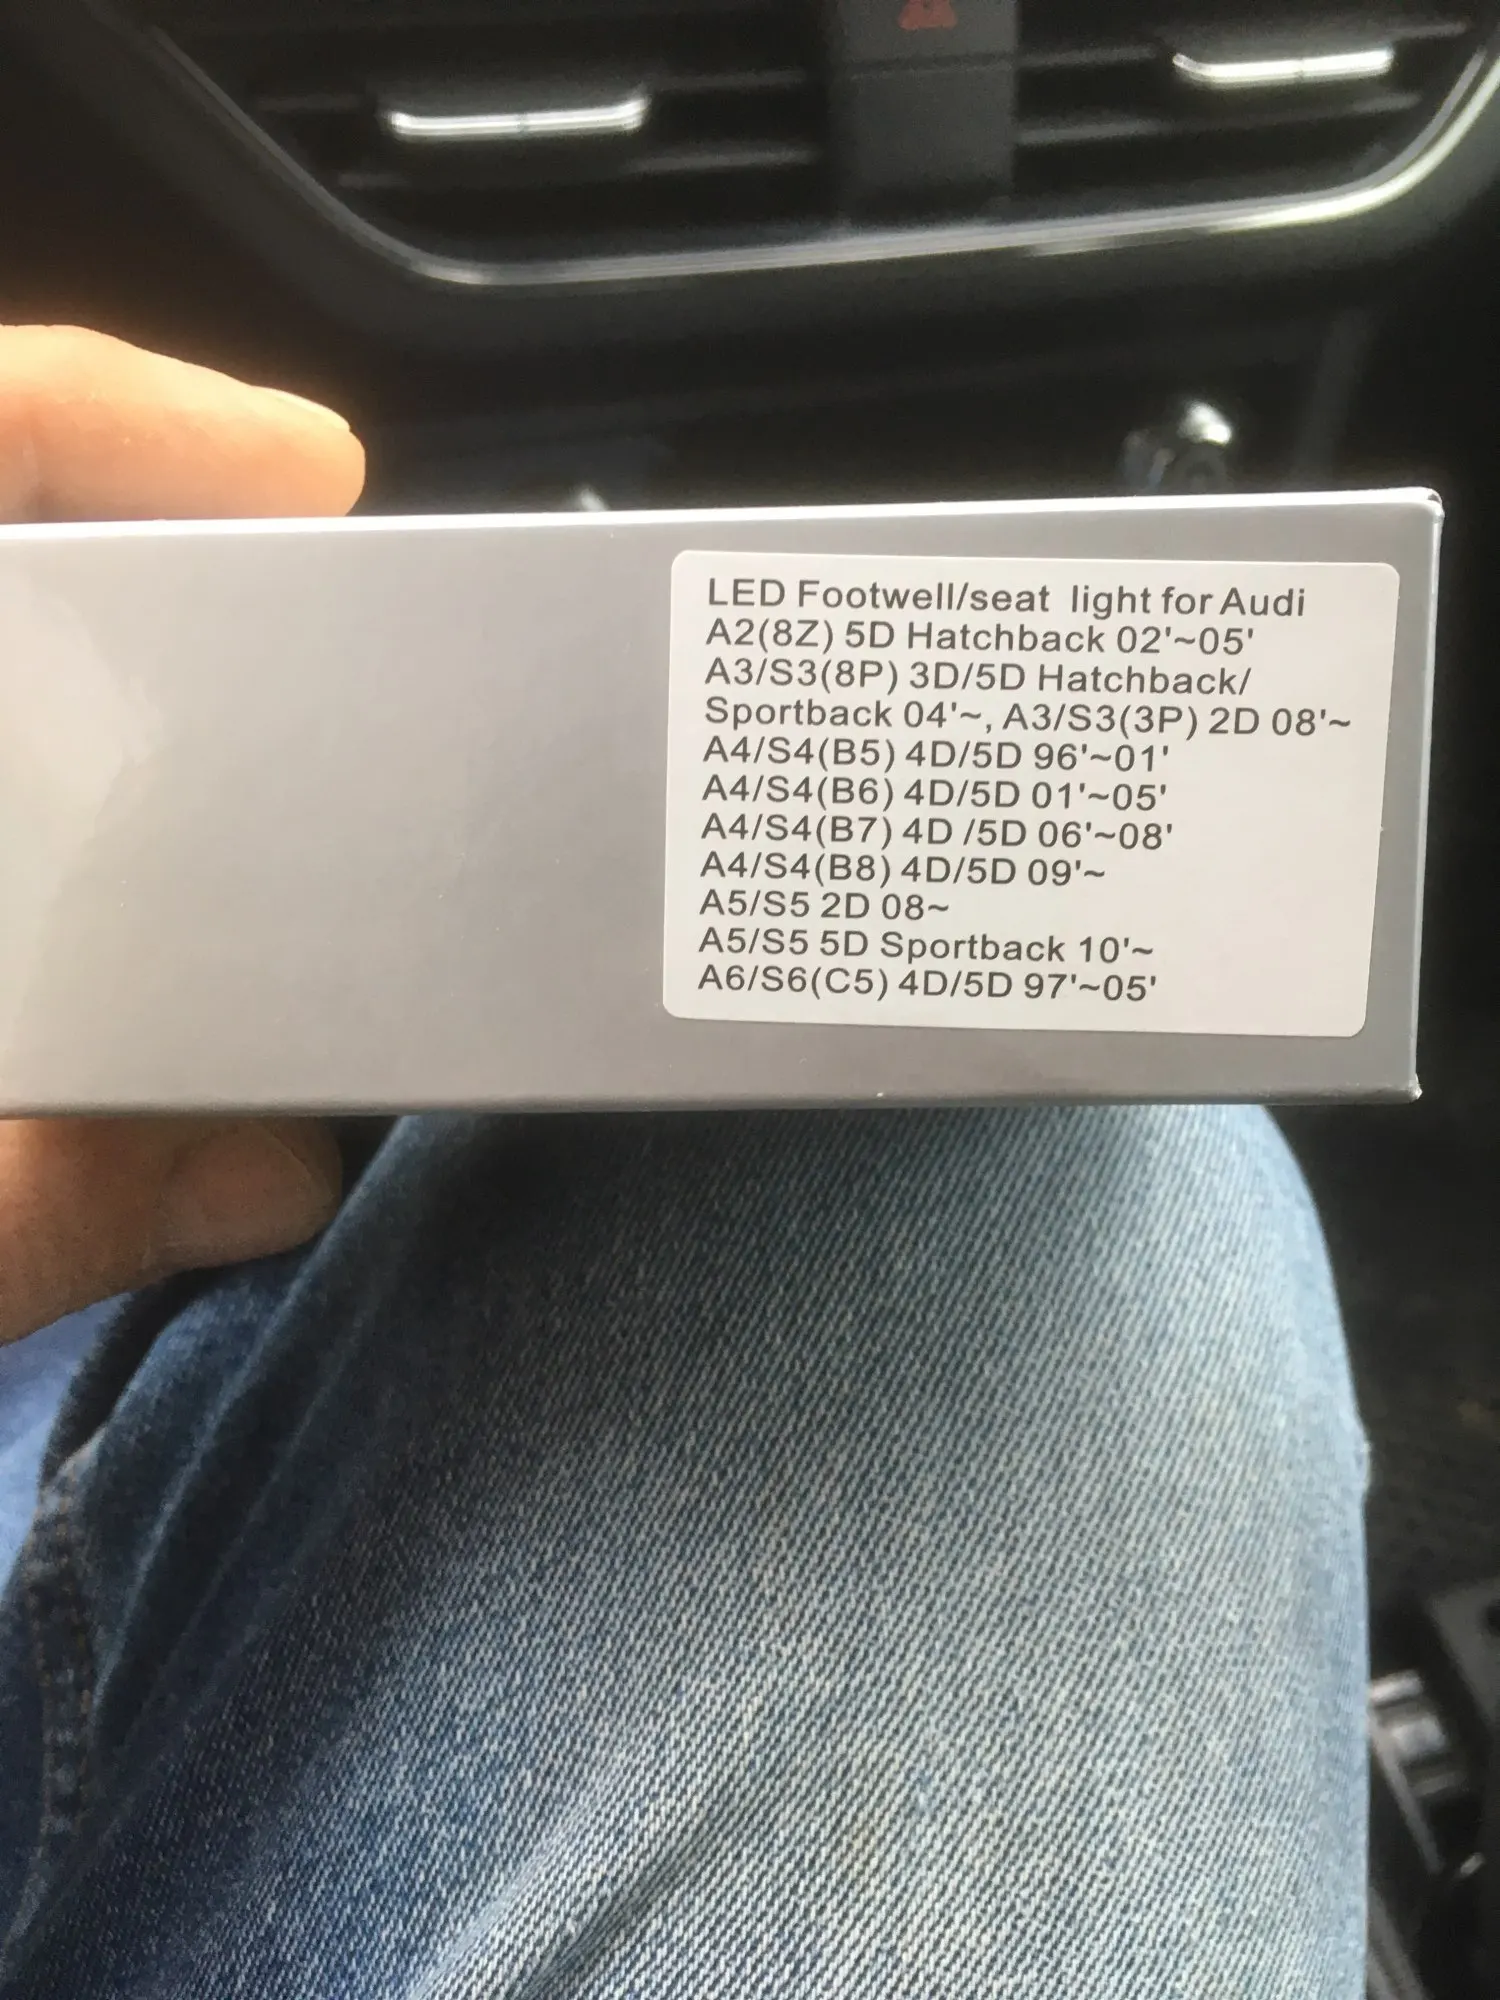 LED Footwell/seat light for Audi
A2(8Z) 5D Hatchback 02'~05'
A3/S3(8P) 3D/5D Hatchback/
Sportback 04'~, A3/S3(3P) 2D 08'~
A4/S4(B5) 4D/5D 96'~01'
A4/S4(B6) 4D/5D 01'~05'
A4/S4(B7) 4D /5D 06'~08'
A4/S4(B8) 4D/5D 09'~
A5/S5 2D 08~
A5/S5 5D Sportback 10'~
A6/S6(C5) 4D/5D 97'~05'